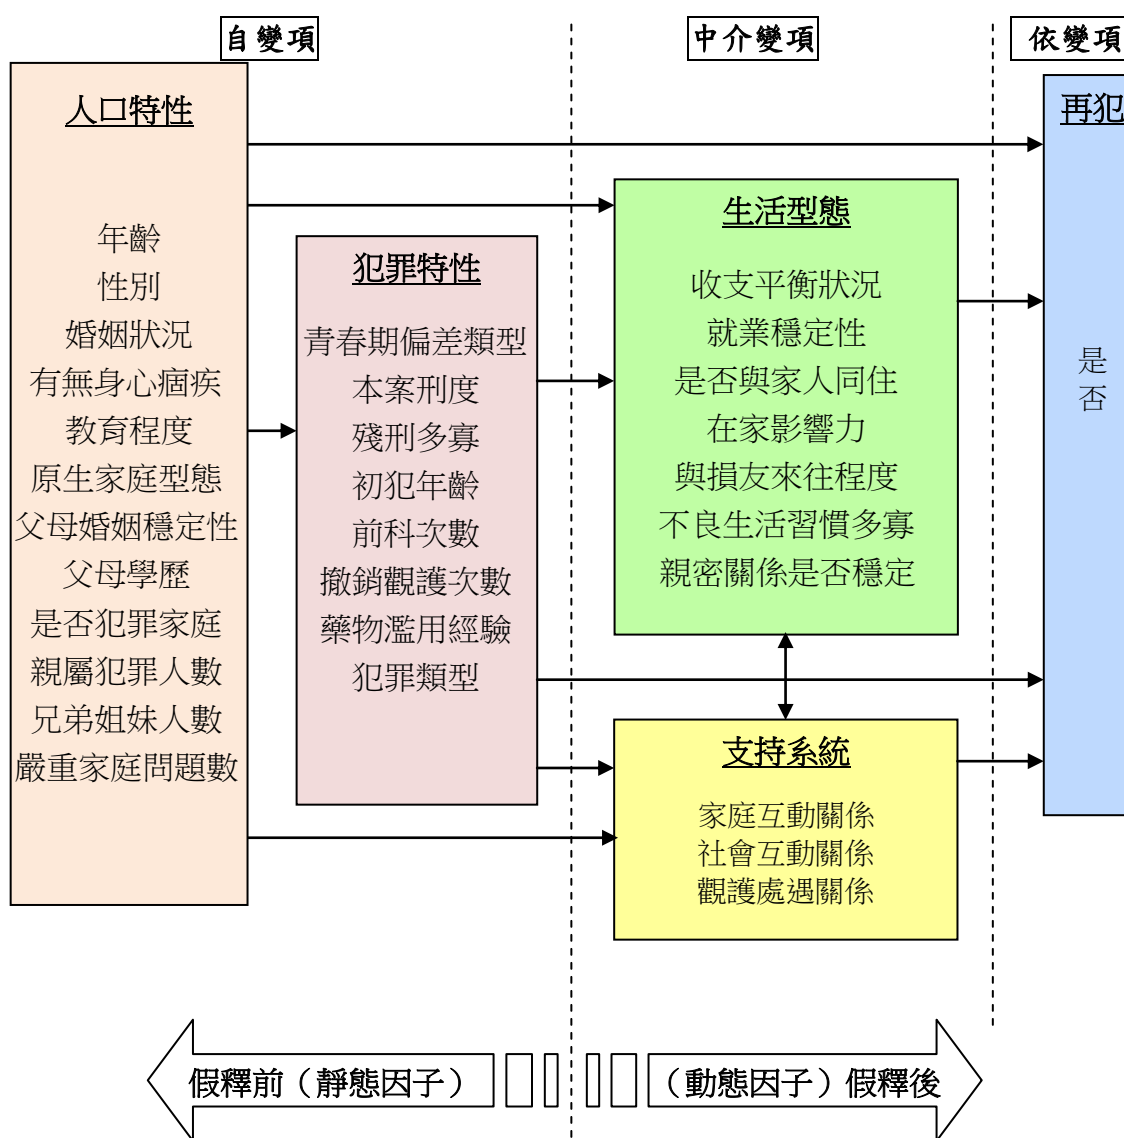 自變項
中介變項
依變項
人口特性
年齡
性別
婚姻狀況
有無身心痼疾
教育程度
原生家庭型態
父母婚姻穩定性
父母學歷
是否犯罪家庭
親屬犯罪人數
兄弟姐妹人數
嚴重家庭問題數
犯罪特性
青春期偏差類型
本案刑度
殘刑多寡
初犯年齡
前科次數
撤銷觀護次數
藥物濫用經驗
犯罪類型
生活型態
收支平衡狀況
就業穩定性
是否與家人同住
在家影響力
與損友來往程度
不良生活習慣多寡
親密關係是否穩定
支持系統
家庭互動關係
社會互動關係
觀護處遇關係
再犯
是
否
假釋前（靜態因子）
（動態因子）假釋後